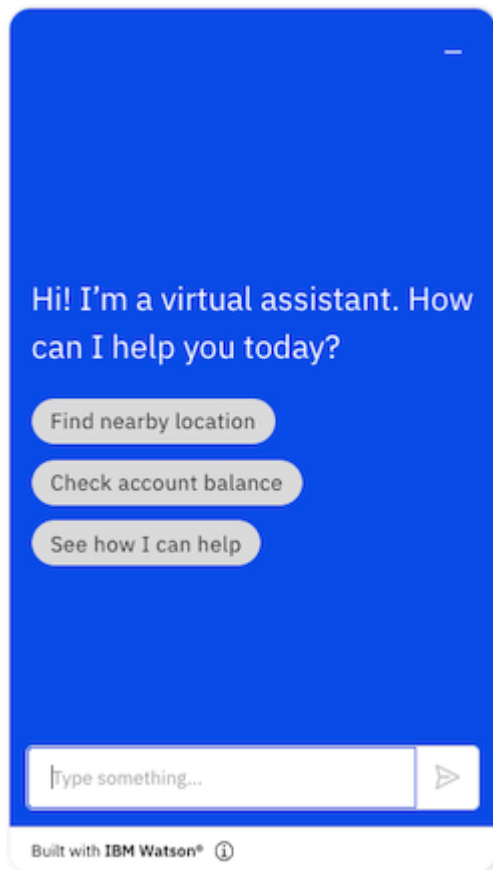 Hi! I’m a virtual assistant. How
can I help you today?
Find nearby location
Check account balance
See how I can help
Type something...
Built with IBM Watson®